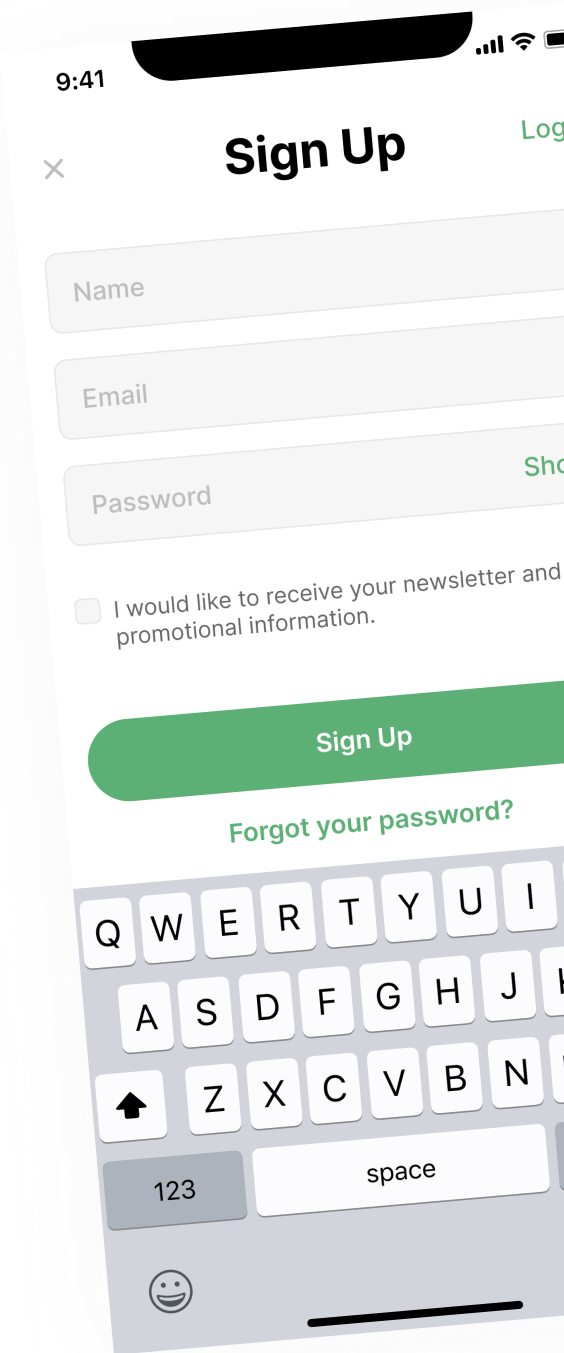 9:41
Sign Up
Log
Name
Email
Password
Sho
I would like to receive your newsletter and
promotional information.
Sign Up
Forgot your password?
Q W E R T Y U I
A S D F G H J
Z X C V B N
123 space